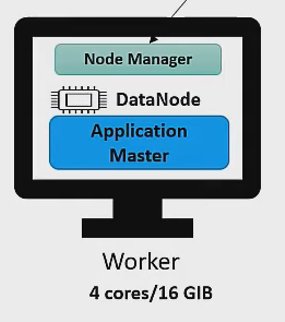 Node Manager
DataNode
Application
Master
Worker
4 cores/16 GIB